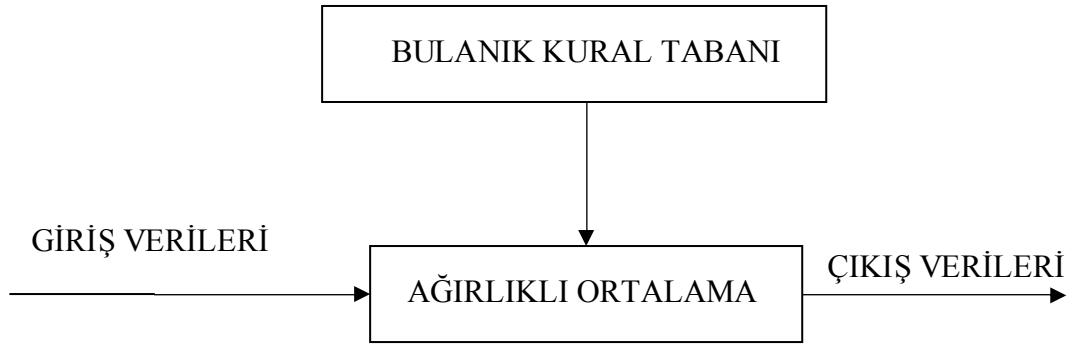 BULANIK KURAL TABANI
GİRİŞ VERİLERİ
AĞIRLIKLI ORTALAMA
ÇIKIŞ VERİLERİ